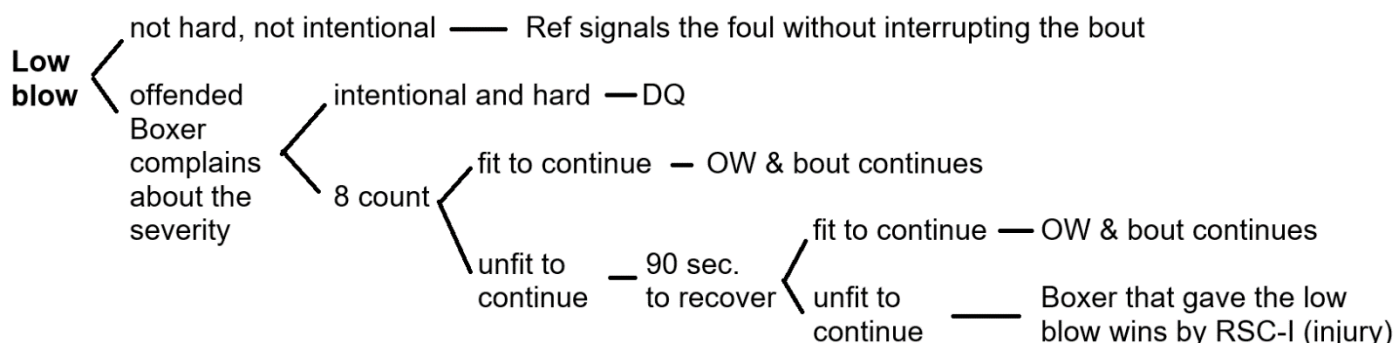 not hard, not intentional
Ref signals the foul without interrupting the bout
Low
blow
offended
Boxer
complains
about the
severity
intentional and hard
DQ
8 count
fit to continue
OW & bout continues
unfit to
continue
90 sec.
to recover
fit to continue
OW & bout continues
unfit to
continue
Boxer that gave the low
blow wins by RSC-I (injury)